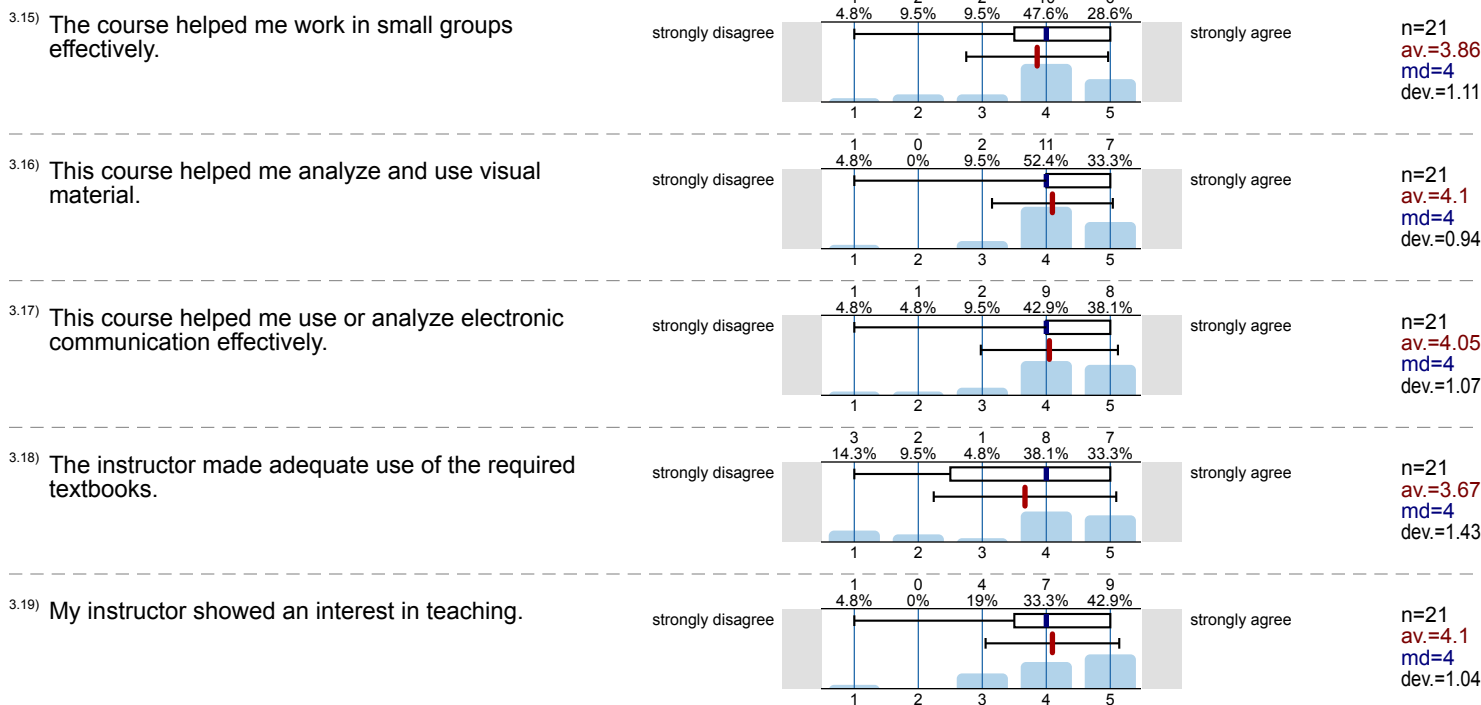 3.15) The course helped me work in small groups
effectively.
4.8% 9.5% 9.5% 47.6% 28.6%
strongly disagree
strongly agree
1 2 3 4 5
n=21
av.=3.86
md=4
dev.=1.11
3.16) This course helped me analyze and use visual
material.
1 0 2 11 7
4.8% 0% 9.5% 52.4% 33.3%
strongly disagree
strongly agree
1 2 3 4 5
n=21
av.=4.1
md=4
dev.=0.94
3.17) This course helped me use or analyze electronic
communication effectively.
1 1 2 9 8
4.8% 4.8% 9.5% 42.9% 38.1%
strongly disagree
strongly agree
1 2 3 4 5
n=21
av.=4.05
md=4
dev.=1.07
3.18) The instructor made adequate use of the required
textbooks.
3 2 1 8 7
14.3% 9.5% 4.8% 38.1% 33.3%
strongly disagree
strongly agree
1 2 3 4 5
n=21
av.=3.67
md=4
dev.=1.43
3.19) My instructor showed an interest in teaching.
1 0 4 7 9
4.8% 0% 19% 33.3% 42.9%
strongly disagree
strongly agree
1 2 3 4 5
n=21
av.=4.1
md=4
dev.=1.04